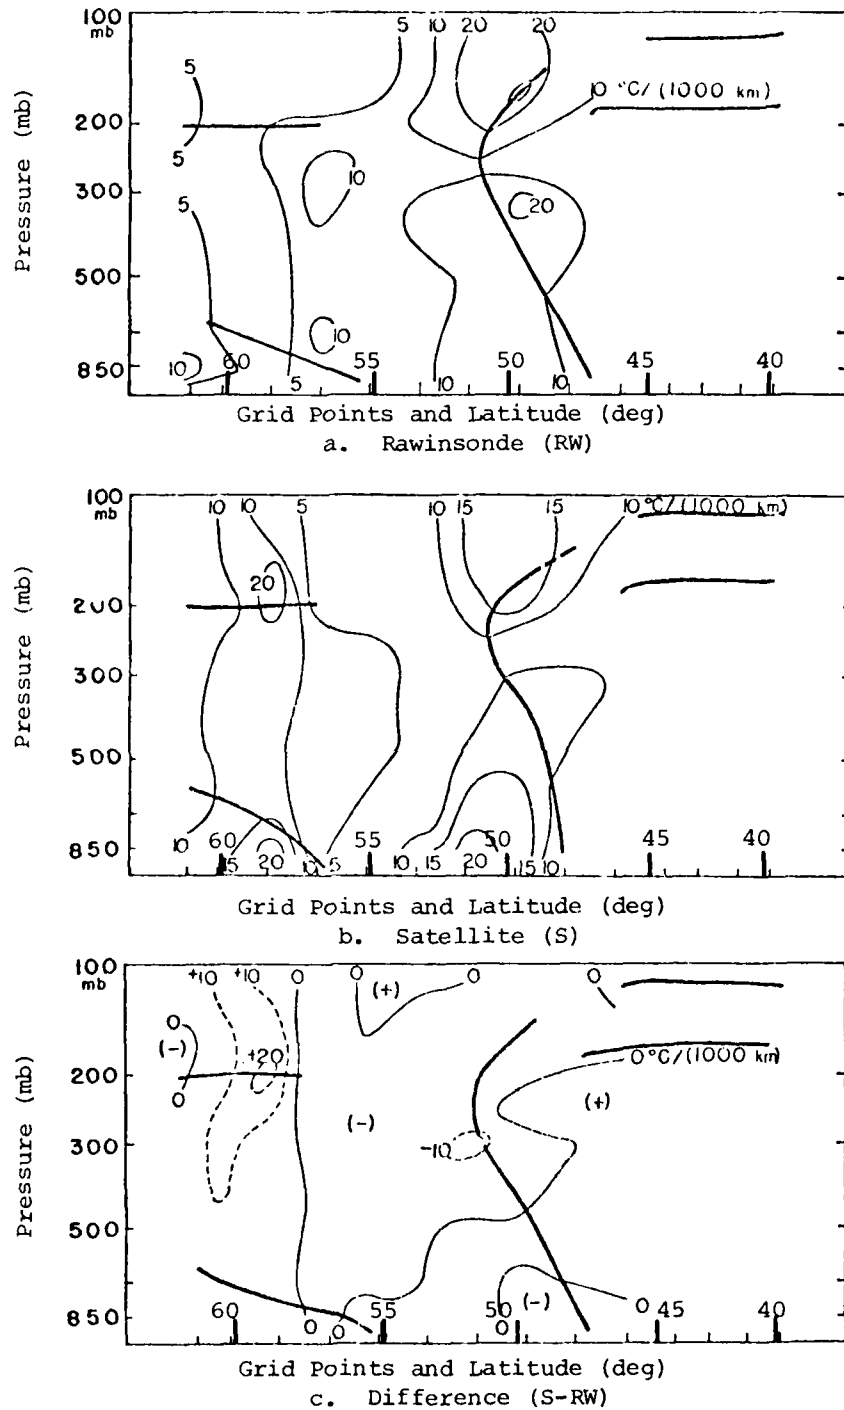 100 5 10 20 20
mb
5
10 °C/(1000 km)
200
5
10
300
5
20
500
10
850 10 60 55 50 45 40
5 10 10
Pressure (mb)
Grid Points and Latitude (deg)
a. Rawinsonde (RW)
100 10 10 5 10 15 15 10°C/(1000 km)
mb
20
200
300
500
850 10 60 55 50 45 40
15 20 10 5 10 15 20 15 10
Pressure (mb)
Grid Points and Latitude (deg)
b. Satellite (S)
100 +10 +10 0 0 0 0
mb (+)
0
(-) +20 0°C/(1000 km)
200
0 (+)
(-)
300 -10
500
850 60 55 50 (-) 0 45 40
0 0 0
Pressure (mb)
Grid Points and Latitude (deg)
c. Difference (S-RW)